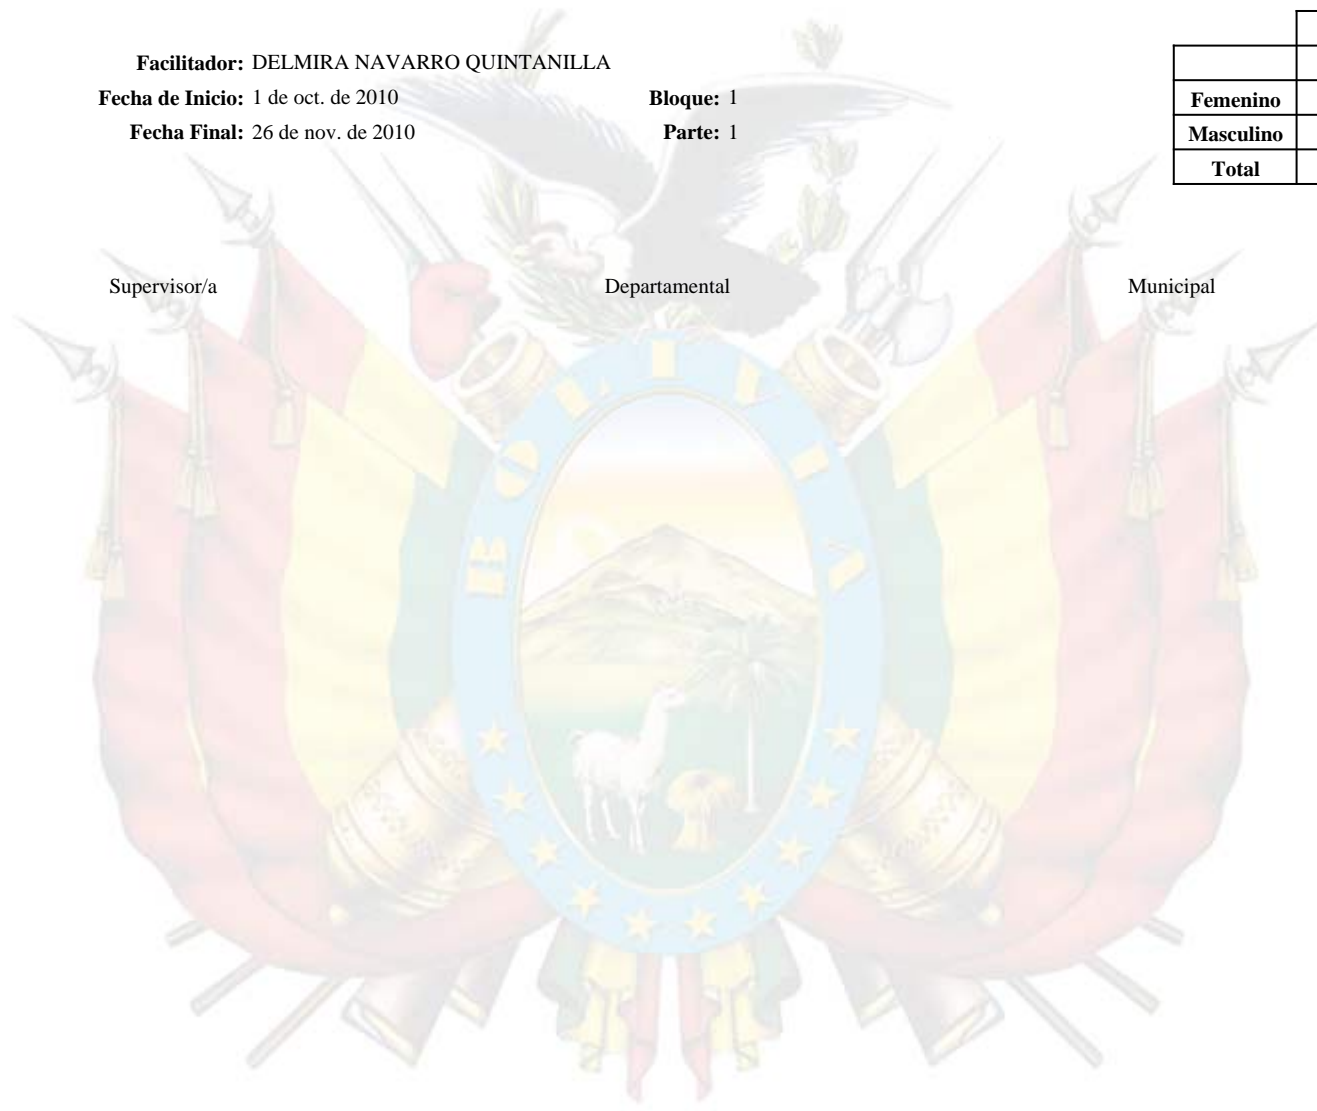 Facilitador: DELMIRA NAVARRO QUINTANILLA
Fecha de Inicio: 1 de oct. de 2010 Bloque: 1
Fecha Final: 26 de nov. de 2010 Parte: 1
Femenino
Masculino
Total
Supervisor/a Departamental Municipal
BOLIVIA